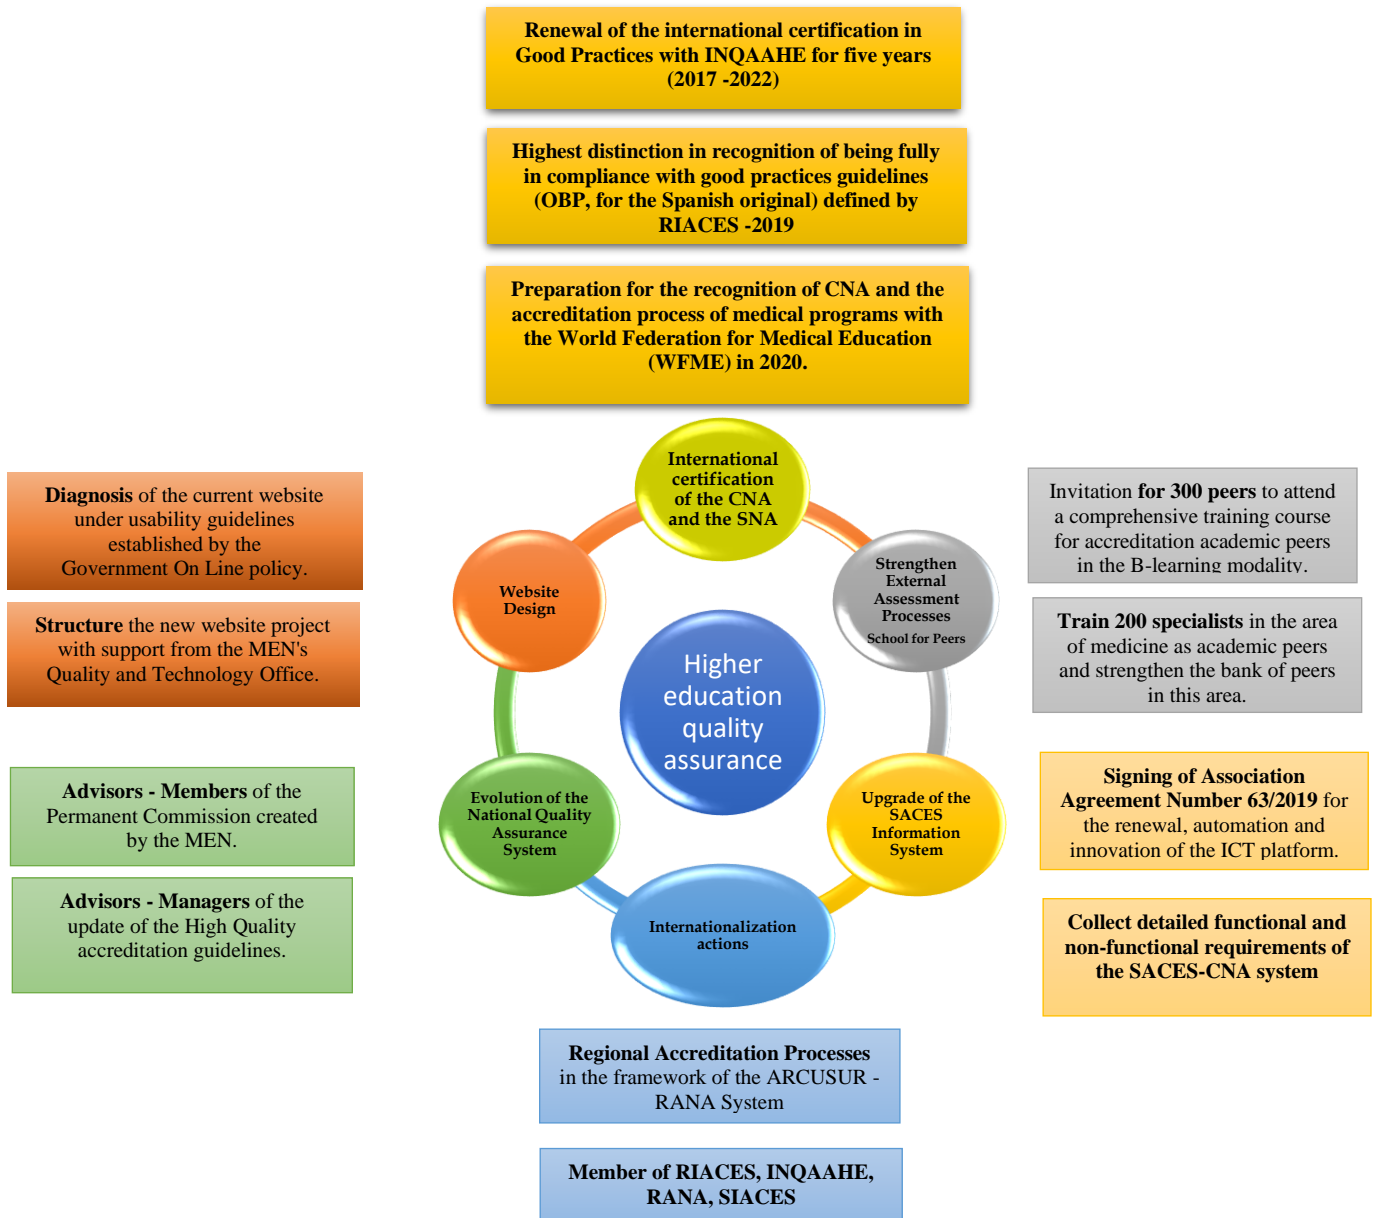 Renewal of the international certification in
Good Practices with INQAAHE for five years
(2017 -2022)
Highest distinction in recognition of being fully
in compliance with good practices guidelines
(OBP, for the Spanish original) defined by
RIACES -2019
Preparation for the recognition of CNA and the
accreditation process of medical programs with
the World Federation for Medical Education
(WFME) in 2020.
International
certification
of the CNA
and the SNA
Diagnosis of the current website
under usability guidelines
established by the
Government On Line policy.
Structure the new website project
with support from the MEN's
Quality and Technology Office.
Website
Design
Strengthen
External
Assessment
Processes
School for Peers
Invitation for 300 peers to attend
a comprehensive training course
for accreditation academic peers
in the B-learning modality.
Train 200 specialists in the area
of medicine as academic peers
and strengthen the bank of peers
in this area.
Higher
education
quality
assurance
Advisors - Members of the
Permanent Commission created
by the MEN.
Advisors - Managers of the
update of the High Quality
accreditation guidelines.
Evolution of the
National Quality
Assurance
System
Upgrade of the
SACES
Information
System
Signing of Association
Agreement Number 63/2019 for
the renewal, automation and
innovation of the ICT platform.
Collect detailed functional and
non-functional requirements of
the SACES-CNA system
Internationalization
actions
Regional Accreditation Processes
in the framework of the ARCUSUR -
RANA System
Member of RIACES, INQAAHE,
RANA, SIACES